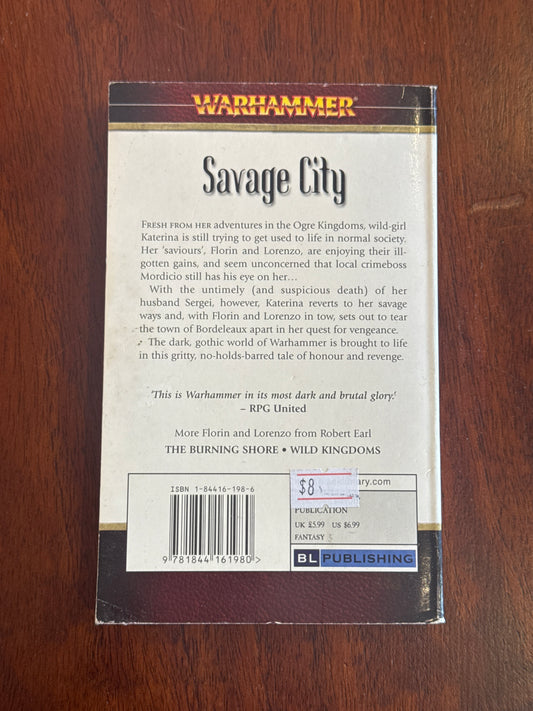 WARHAMMER
Savage City
FRESH FROM HER adventures in the Ogre Kingdoms, wild-girl
Katerina is still trying to get used to life in normal society.
Her 'saviours', Florin and Lorenzo, are enjoying their ill-
gotten gains, and seem unconcerned that local crimeboss
Mordicio still has his eye on her...
With the untimely (and suspicious death) of her
husband Sergei, however, Katerina reverts to her savage
ways and, with Florin and Lorenzo in tow, sets out to tear
the town of Bordeleaux apart in her quest for vengeance.
The dark, gothic world of Warhammer is brought to life
in this gritty, no-holds-barred tale of honour and revenge.
'This is Warhammer in its most dark and brutal glory.'
– RPG United
More Florin and Lorenzo from Robert Earl
THE BURNING SHORE • WILD KINGDOMS
ISBN 1-84416-198-6
9 781844 161980 >
$8
.com
PUBLICATION
UK £5.99 US $6.99
FANTASY
BL PUBLISHING